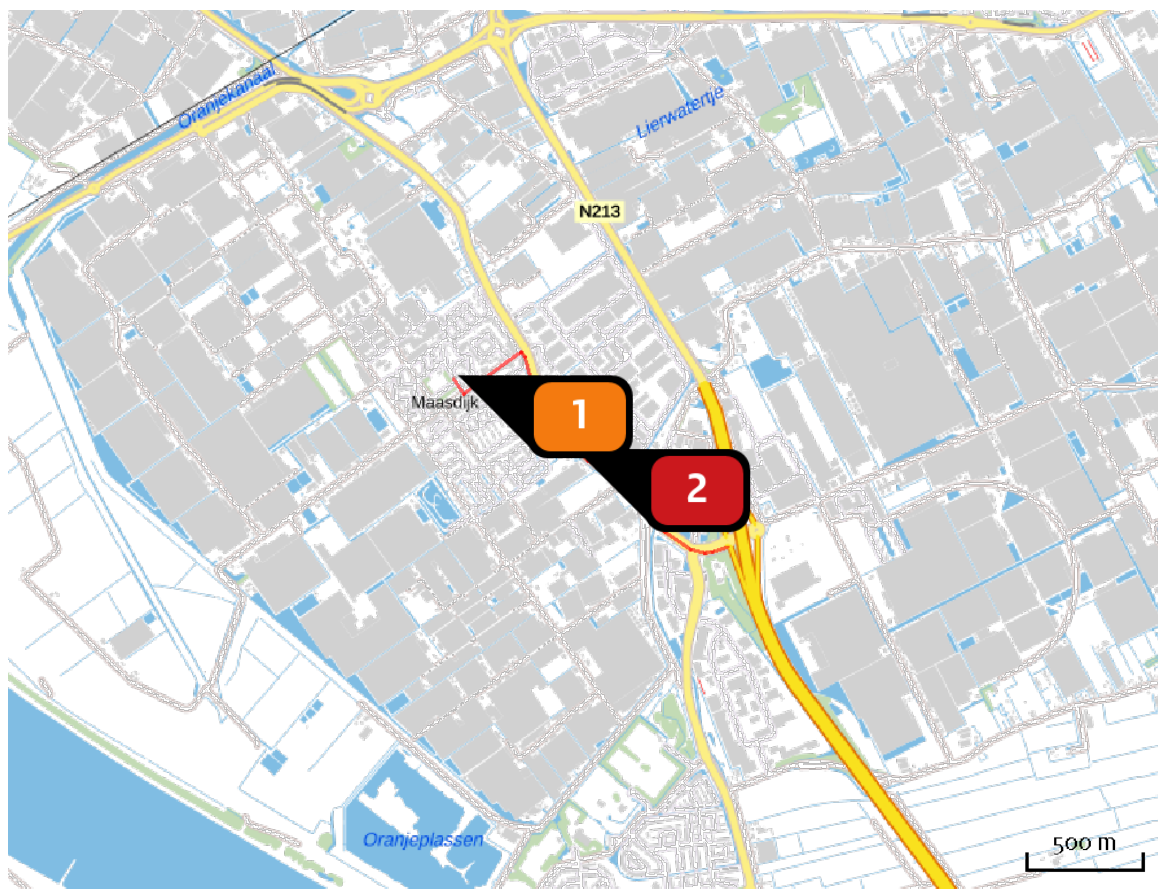 Oranjekanaal
Lierwatertje
N213
Maasdijk
1
2
Oranjeplassen
500 m